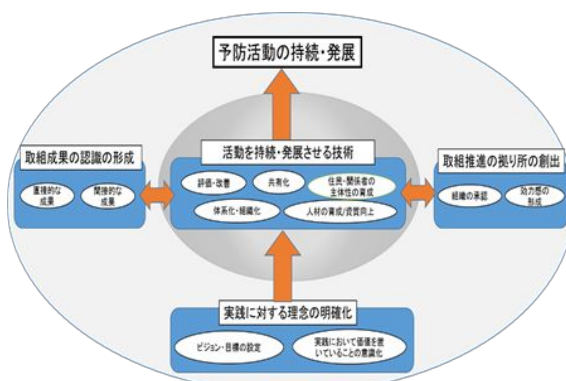 予防活動の持続・発展
取組成果の認識の形成
直接的な
成果
間接的な
成果
活動を持続・発展させる技術
評価・改善
共有化
住民・関係者の
主体性の育成
体系化・組織化
人材の育成/資質向上
取組推進の拠り所の創出
組織の承認
効力感の
形成
実践に対する理念の明確化
ビジョン・目標の設定
実践において価値を置
いていることの意識化